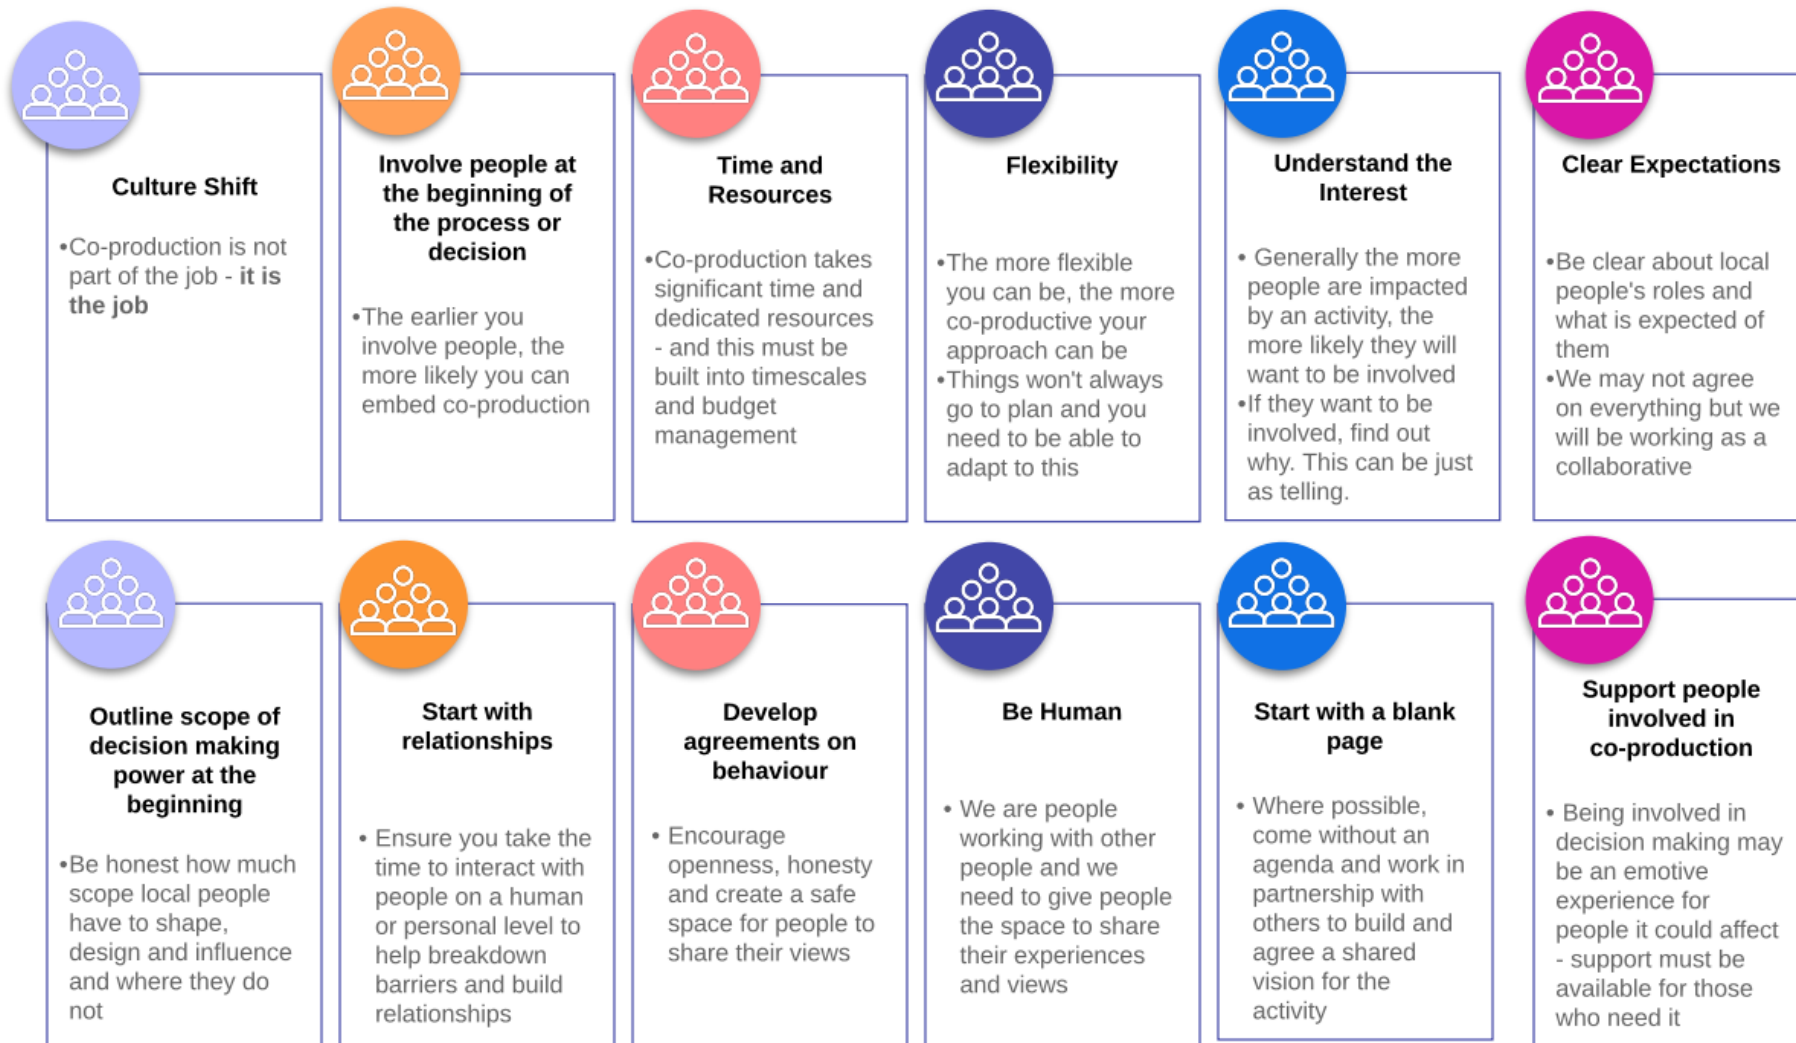 Culture Shift
•Co-production is not
part of the job - it is
the job
Involve people at
the beginning of
the process or
decision
•The earlier you
involve people, the
more likely you can
embed co-production
Time and
Resources
•Co-production takes
significant time and
dedicated resources
- and this must be
built into timescales
and budget
management
Flexibility
•The more flexible
you can be, the more
co-productive your
approach can be
•Things won't always
go to plan and you
need to be able to
adapt to this
Understand the
Interest
• Generally the more
people are impacted
by an activity, the
more likely they will
want to be involved
•If they want to be
involved, find out
why. This can be just
as telling.
Clear Expectations
•Be clear about local
people's roles and
what is expected of
them
•We may not agree
on everything but we
will be working as a
collaborative
Outline scope of
decision making
power at the
beginning
•Be honest how much
scope local people
have to shape,
design and influence
and where they do
not
Start with
relationships
• Ensure you take the
time to interact with
people on a human
or personal level to
help breakdown
barriers and build
relationships
Develop
agreements on
behaviour
• Encourage
openness, honesty
and create a safe
space for people to
share their views
Be Human
• We are people
working with other
people and we
need to give people
the space to share
their experiences
and views
Start with a blank
page
• Where possible,
come without an
agenda and work in
partnership with
others to build and
agree a shared
vision for the
activity
Support people
involved in
co-production
• Being involved in
decision making may
be an emotive
experience for
people it could affect
- support must be
available for those
who need it